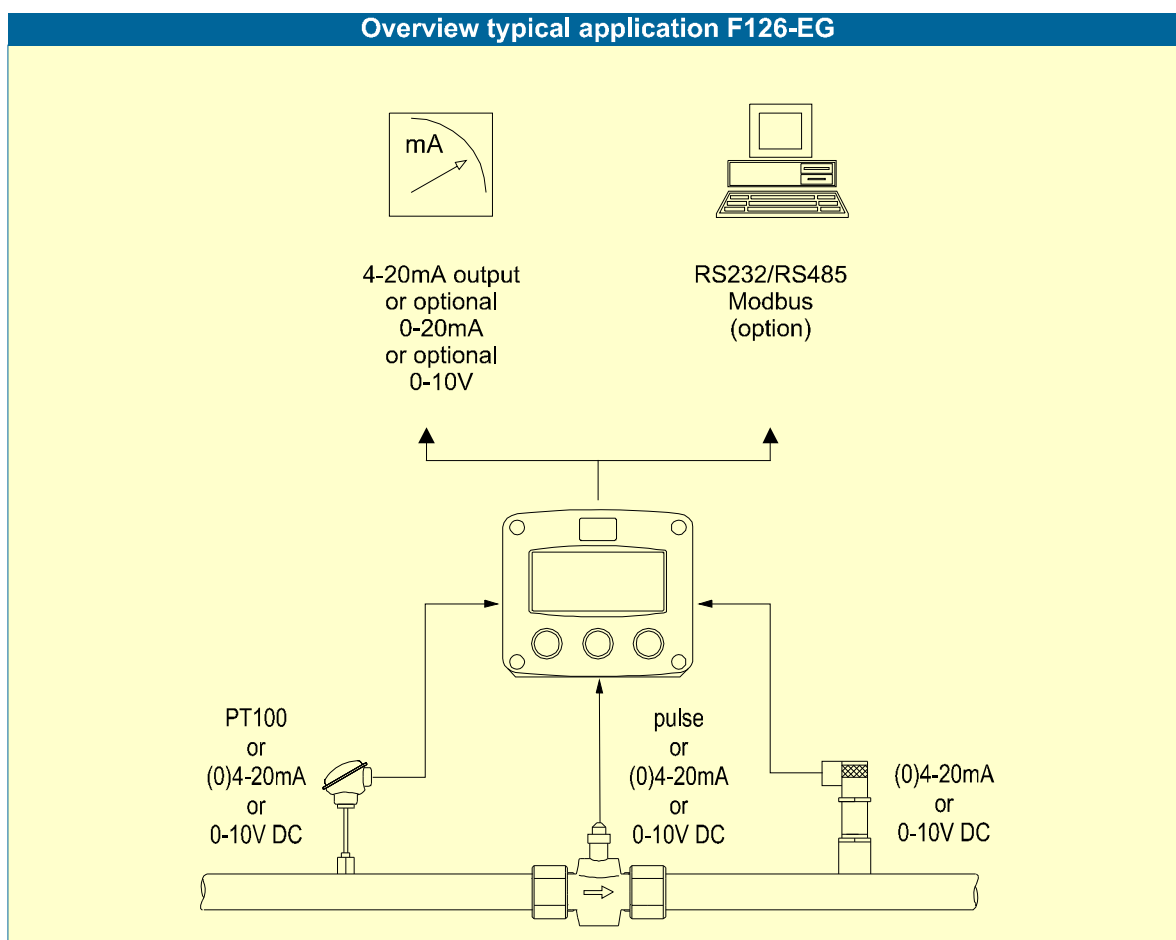 Overview typical application F126-EG
mA
4-20mA output
or optional
0-20mA
or optional
0-10V
RS232/RS485
Modbus
(option)
PT100
or
(0)4-20mA
or
0-10V DC
pulse
or
(0)4-20mA
or
0-10V DC
(0)4-20mA
or
0-10V DC